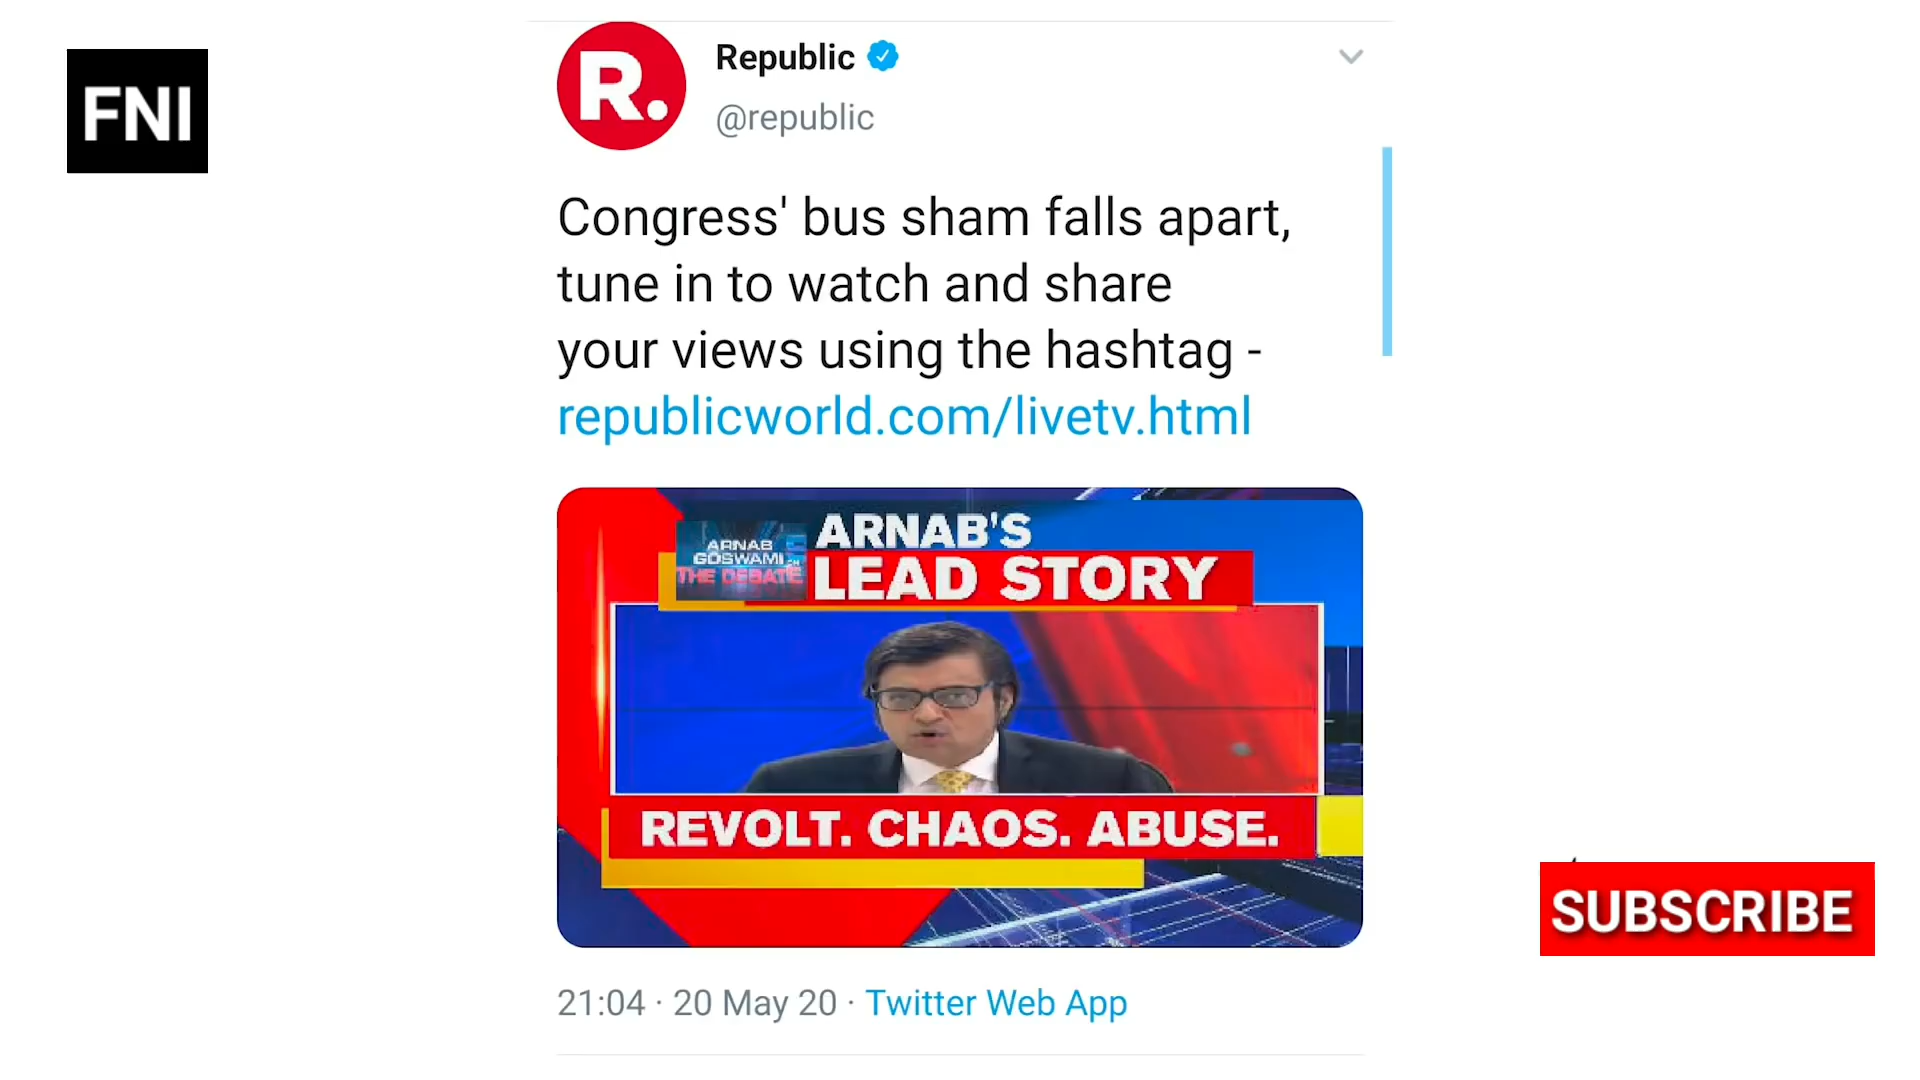 FNI
R.
Republic
@republic
Congress' bus sham falls apart,
tune in to watch and share
your views using the hashtag -
republicworld.com/livetv.html
ARNAB
GOSWAMI
THE DEBATE
ARNAB'S
LEAD STORY
REVOLT. CHAOS. ABUSE.
21:04 · 20 May 20 · Twitter Web App
SUBSCRIBE